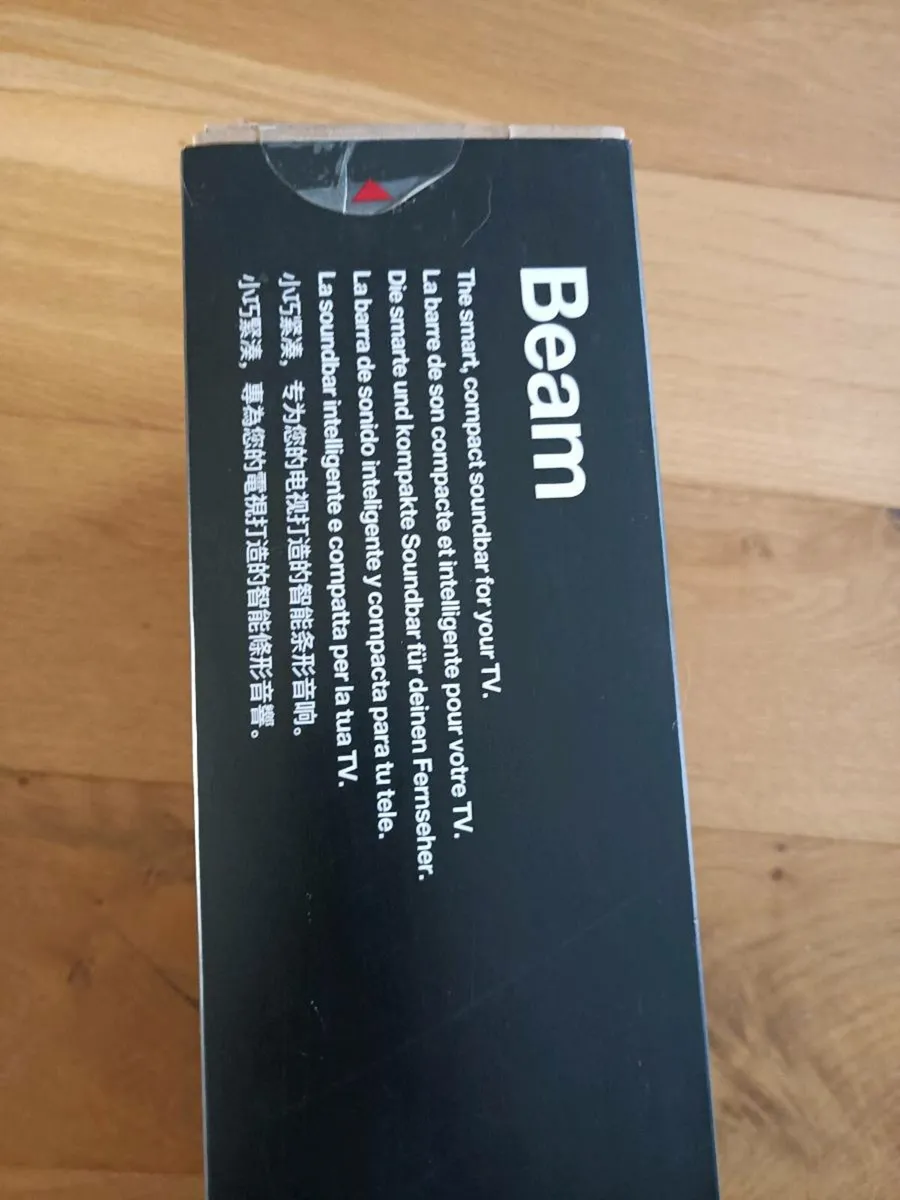 Beam
The smart, compact soundbar for your TV.
La barre de son compacte et intelligente pour votre TV.
Die smarte und kompakte Soundbar für deinen Fernseher.
La barra de sonido inteligente y compacta para tu tele.
La soundbar intelligente e compatta per la tua TV.
小巧紧凑，专为您的电视打造的智能条形音响。
小巧緊湊，專為您的電視打造的智能條形音響。